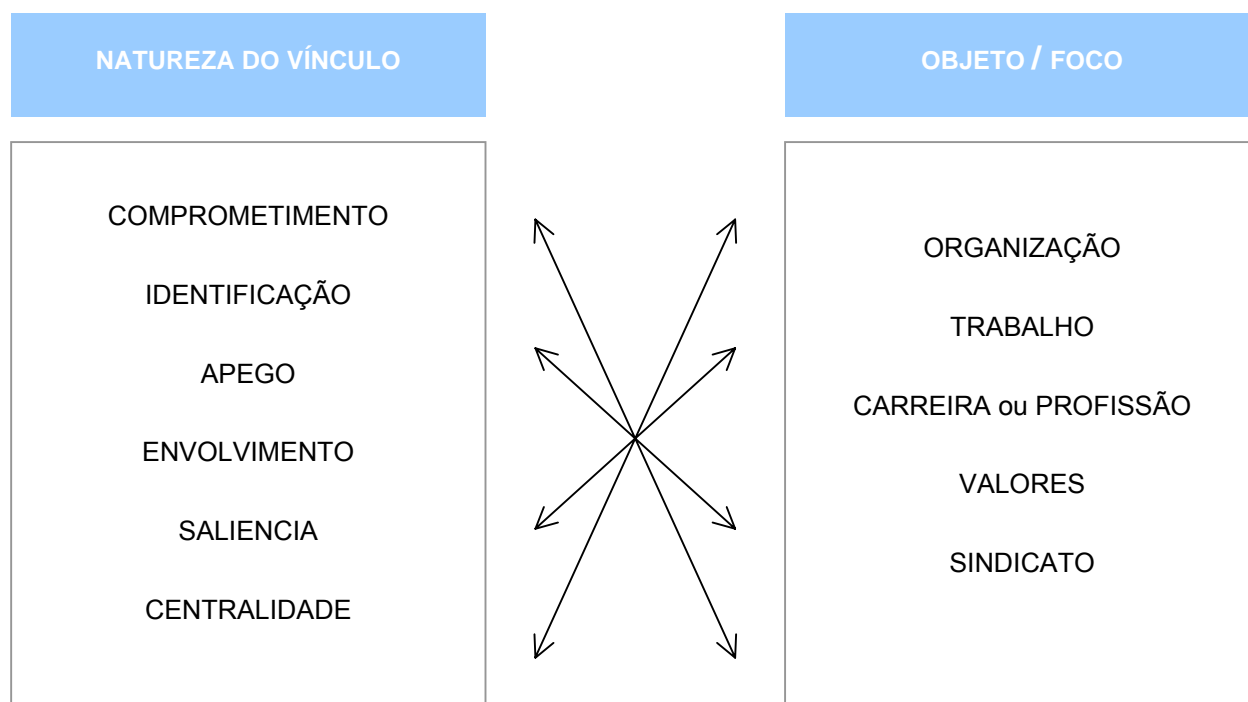 NATUREZA DO VÍNCULO
COMPROMETIMENTO
IDENTIFICAÇÃO
APEGO
ENVOLVIMENTO
SALIENCIA
CENTRALIDADE
OBJETO / FOCO
ORGANIZAÇÃO
TRABALHO
CARREIRA ou PROFISSÃO
VALORES
SINDICATO